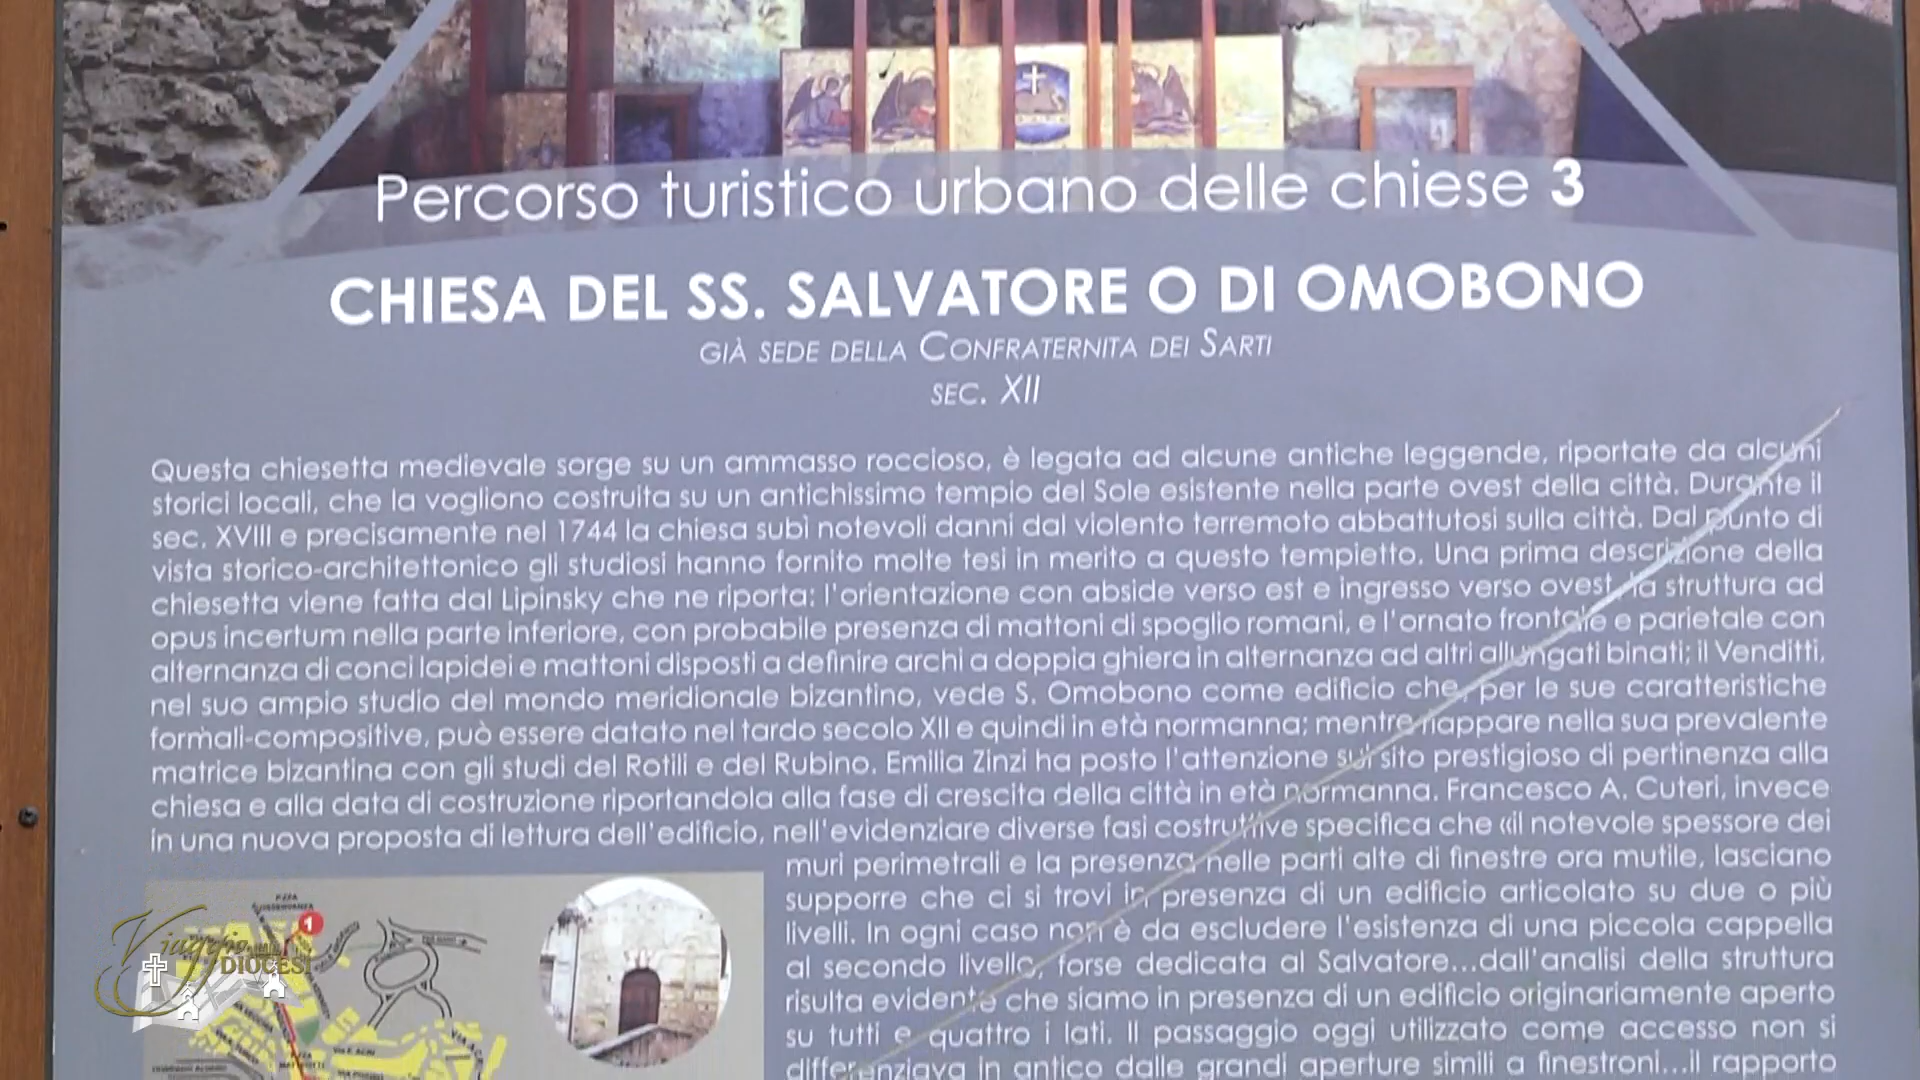 Percorso turistico urbano delle chiese 3
CHIESA DEL SS. SALVATORE O DI OMOBONO
GIÀ SEDE DELLA CONFRATERNITA DEI SARTI
SEC. XII
Questa chiesetta medievale sorge su un ammasso roccioso, è legata ad alcune antiche leggende, riportate da alcuni
storici locali, che la vogliono costruita su un antichissimo tempio del Sole esistente nella parte ovest della città. Durante il
sec. XVIII e precisamente nel 1744 la chiesa subì notevoli danni dal violento terremoto abbattutosi sulla città. Dal punto di
vista storico-architettonico gli studiosi hanno fornito molte tesi in merito a questo tempietto. Una prima descrizione della
chiesetta viene fatta dal Lipinsky che ne riporta: l'orientazione con abside verso est e ingresso verso ovest, la struttura ad
opus incertum nella parte inferiore, con probabile presenza di mattoni di spoglio romani, e l'ornato frontale e parietale con
alternanza di conci lapidei e mattoni disposti a definire archi a doppia ghiera in alternanza ad altri allungati binati; il Venditti,
nel suo ampio studio del mondo meridionale bizantino, vede S. Omobono come edificio che, per le sue caratteristiche
formali-compositive, può essere datato nel tardo secolo XII e quindi in età normanna; mentre riappare nella sua prevalente
matrice bizantina con gli studi del Rotili e del Rubino. Emilia Zinzi ha posto l'attenzione sul sito prestigioso di pertinenza alla
chiesa e alla data di costruzione riportandola alla fase di crescita della città in età normanna. Francesco A. Cuteri, invece
in una nuova proposta di lettura dell'edificio, nell'evidenziare diverse fasi costruttive specifica che «il notevole spessore dei
muri perimetrali e la presenza nelle parti alte di finestre ora mutile, lasciano
supporre che ci si trovi in presenza di un edificio articolato su due o più
livelli. In ogni caso non è da escludere l'esistenza di una piccola cappella
al secondo livello, forse dedicata al Salvatore...dall'analisi della struttura
risulta evidente che siamo in presenza di un edificio originariamente aperto
su tutti e quattro i lati. Il passaggio oggi utilizzato come accesso non si
differenziava in antico dalle grandi aperture simili a finestroni...il rapporto
1
Viaggio
DIOCESI